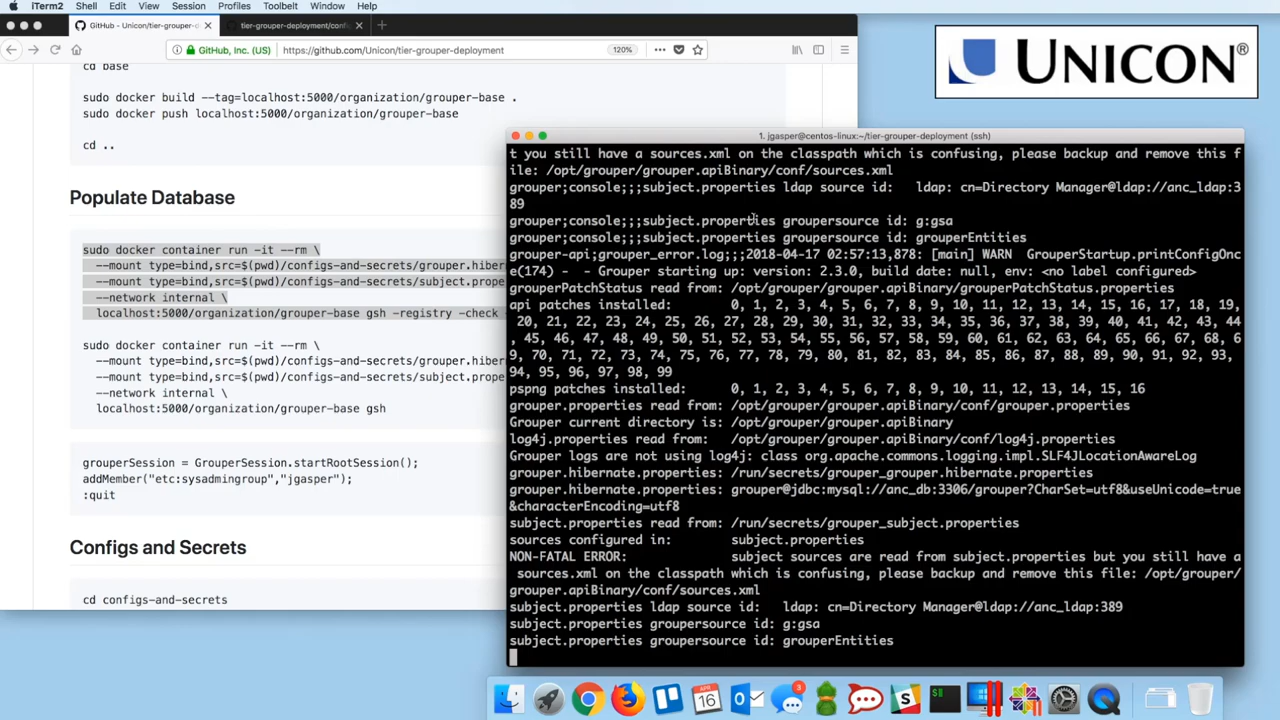 iTerm2 Shell Edit View Session Profiles Toolbelt Window Help
GitHub - Unicon/tier-grouper-d
tier-grouper-deployment/confi
GitHub, Inc. (US)
https://github.com/Unicon/tier-grouper-deployment
120%
UNICON®
cd base
sudo docker build --tag=localhost:5000/organization/grouper-base .
sudo docker push localhost:5000/organization/grouper-base
cd ..
Populate Database
sudo docker container run -it --rm \
--mount type=bind,src=$(pwd)/configs-and-secrets/grouper.hiber
--mount type=bind,src=$(pwd)/configs-and-secrets/subject.prope
--network internal \
localhost:5000/organization/grouper-base gsh -registry -check
sudo docker container run -it --rm \
--mount type=bind,src=$(pwd)/configs-and-secrets/grouper.hiber
--mount type=bind,src=$(pwd)/configs-and-secrets/subject.prope
--network internal \
localhost:5000/organization/grouper-base gsh
grouperSession = GrouperSession.startRootSession();
addMember("etc:sysadmingroup","jgasper");
:quit
Configs and Secrets
cd configs-and-secrets
1. jgasper@centos-linux:~/tier-grouper-deployment (ssh)
t you still have a sources.xml on the classpath which is confusing, please backup and remove this f
ile: /opt/grouper/grouper.apiBinary/conf/sources.xml
grouper;console;;;subject.properties ldap source id:   ldap: cn=Directory Manager@ldap://anc_ldap:3
89
grouper;console;;;subject.properties groupersource id: g:gsa
grouper;console;;;subject.properties groupersource id: grouperEntities
grouper-api;grouper_error.log;;;2018-04-17 02:57:13,878: [main] WARN  GrouperStartup.printConfigOnc
e(174) -  - Grouper starting up: version: 2.3.0, build date: null, env: <no label configured>
grouperPatchStatus read from: /opt/grouper/grouper.apiBinary/grouperPatchStatus.properties
api patches installed:       0, 1, 2, 3, 4, 5, 6, 7, 8, 9, 10, 11, 12, 13, 14, 15, 16, 17, 18, 19,
20, 21, 22, 23, 24, 25, 26, 27, 28, 29, 30, 31, 32, 33, 34, 35, 36, 37, 38, 39, 40, 41, 42, 43, 44
, 45, 46, 47, 48, 49, 50, 51, 52, 53, 54, 55, 56, 57, 58, 59, 60, 61, 62, 63, 64, 65, 66, 67, 68, 6
9, 70, 71, 72, 73, 74, 75, 76, 77, 78, 79, 80, 81, 82, 83, 84, 85, 86, 87, 88, 89, 90, 91, 92, 93,
94, 95, 96, 97, 98, 99
pspng patches installed:     0, 1, 2, 3, 4, 5, 6, 7, 8, 9, 10, 11, 12, 13, 14, 15, 16
grouper.properties read from: /opt/grouper/grouper.apiBinary/conf/grouper.properties
Grouper current directory is: /opt/grouper/grouper.apiBinary
log4j.properties read from:  /opt/grouper/grouper.apiBinary/conf/log4j.properties
Grouper logs are not using log4j: class org.apache.commons.logging.impl.SLF4JLocationAwareLog
grouper.hibernate.properties: /run/secrets/grouper_grouper.hibernate.properties
grouper.hibernate.properties: grouper@jdbc:mysql://anc_db:3306/grouper?CharSet=utf8&useUnicode=true
&characterEncoding=utf8
subject.properties read from: /run/secrets/grouper_subject.properties
sources configured in:       subject.properties
NON-FATAL ERROR:             subject sources are read from subject.properties but you still have a
sources.xml on the classpath which is confusing, please backup and remove this file: /opt/grouper/
grouper.apiBinary/conf/sources.xml
subject.properties ldap source id:   ldap: cn=Directory Manager@ldap://anc_ldap:389
subject.properties groupersource id: g:gsa
subject.properties groupersource id: grouperEntities
APR
16
3